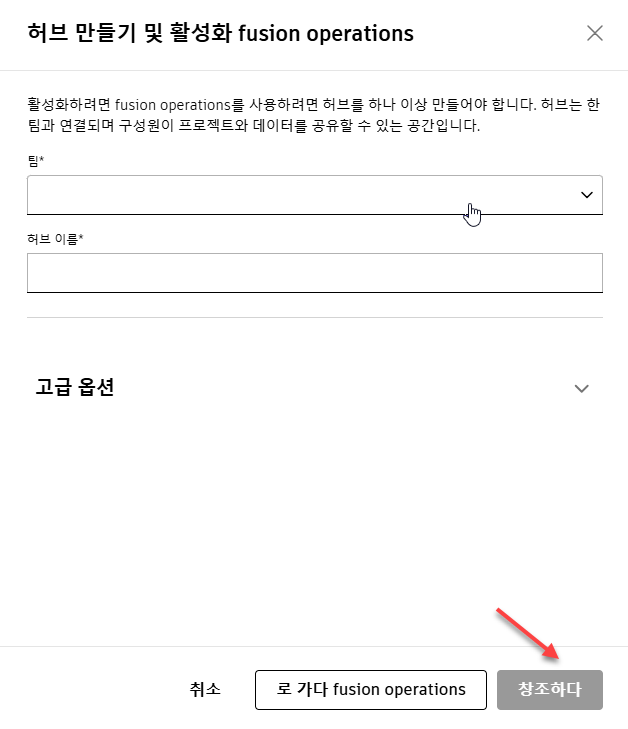 허브 만들기 및 활성화 fusion operations
활성화하려면 fusion operations를 사용하려면 허브를 하나 이상 만들어야 합니다. 허브는 한
팀과 연결되며 구성원이 프로젝트와 데이터를 공유할 수 있는 공간입니다.
팀*
허브 이름*
고급 옵션
취소
로 가다 fusion operations
창조하다